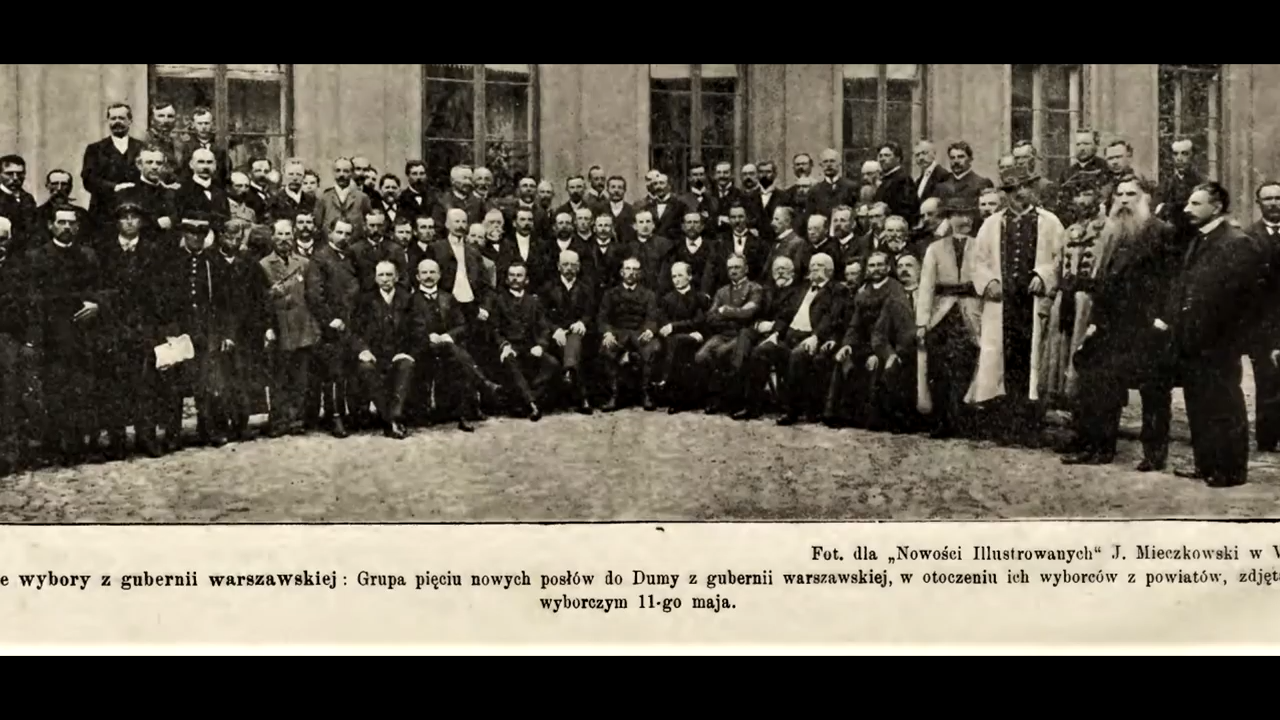 Fot. dla „Nowości Illustrowanych“ J. Mieczkowski w
wybory z gubernii warszawskiej : Grupa pięciu nowych posłów do Dumy z gubernii warszawskiej, w otoczeniu ich wyborców z powiatów,
wyborczym 11-go maja.